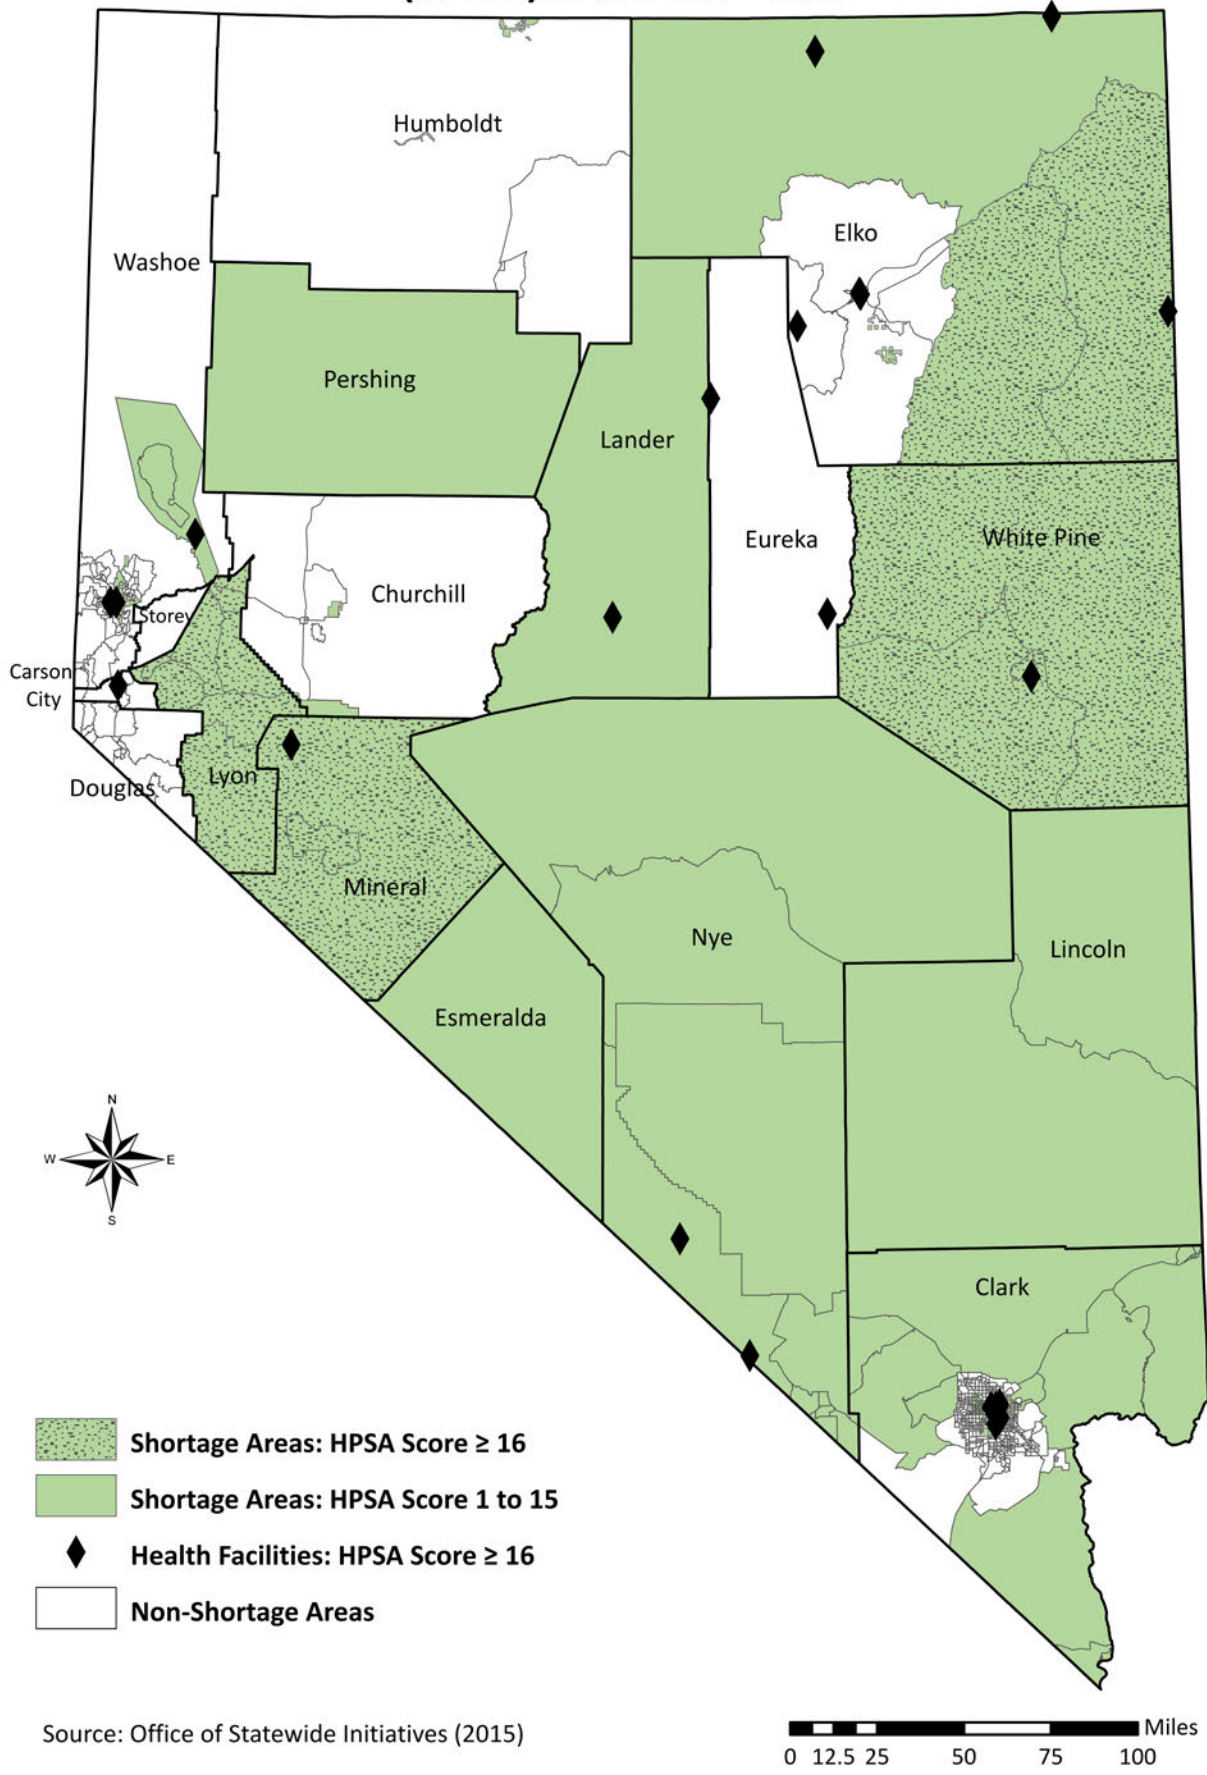 Humboldt
Elko
Washoe
Pershing
Lander
Eureka
White Pine
Churchill
Storey
Carson
City
Lyon
Douglas
Mineral
Nye
Lincoln
Esmeralda
N
W E
S
Clark
Shortage Areas: HPSA Score ≥ 16
Shortage Areas: HPSA Score 1 to 15
Health Facilities: HPSA Score ≥ 16
Non-Shortage Areas
Source: Office of Statewide Initiatives (2015)
Miles
0 12.5 25 50 75 100